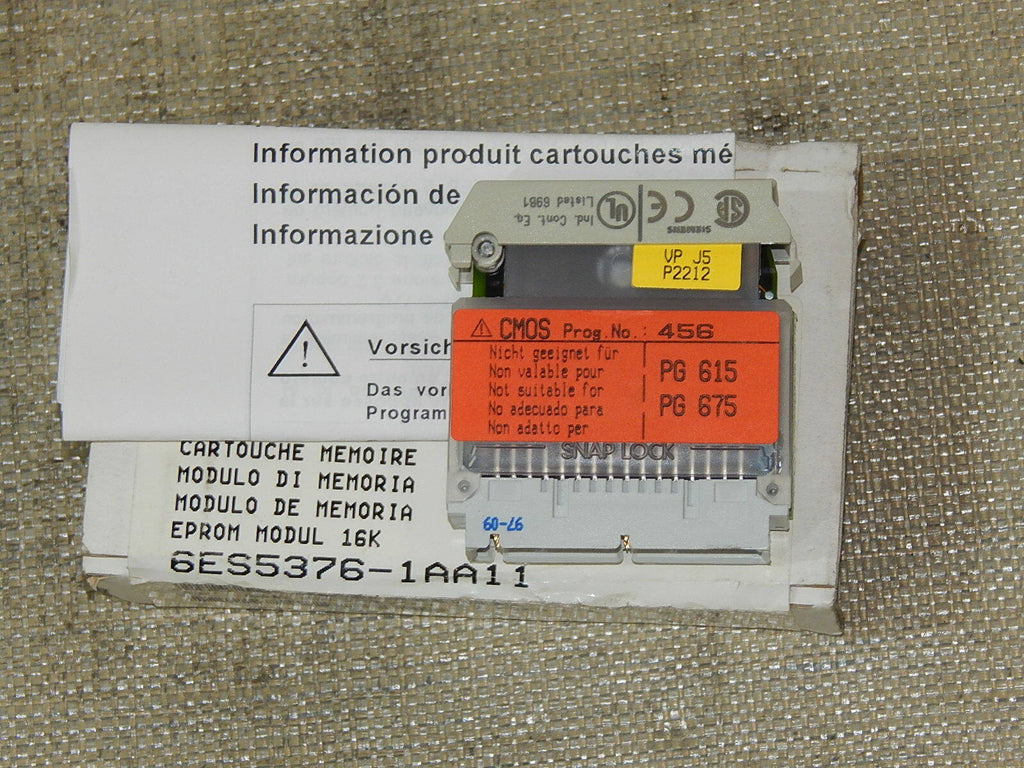 Information produit cartouches mé
Información de
Informazione
Ind. Cont. Eq.
Listed 69B1
UL
CE
SIEMENS
VP J5
P2212
CMOS Prog.No.: 456
Nicht geeignet für
Non valable pour
Not suitable for
No adecuado para
Non adatto per
PG 615
PG 675
Vorsich
Das vor
Program
SNAP LOCK
CARTOUCHE MEMOIRE
MODULO DI MEMORIA
MODULO DE MEMORIA
EPROM MODUL 16K
6ES5376-1AA11
97-09